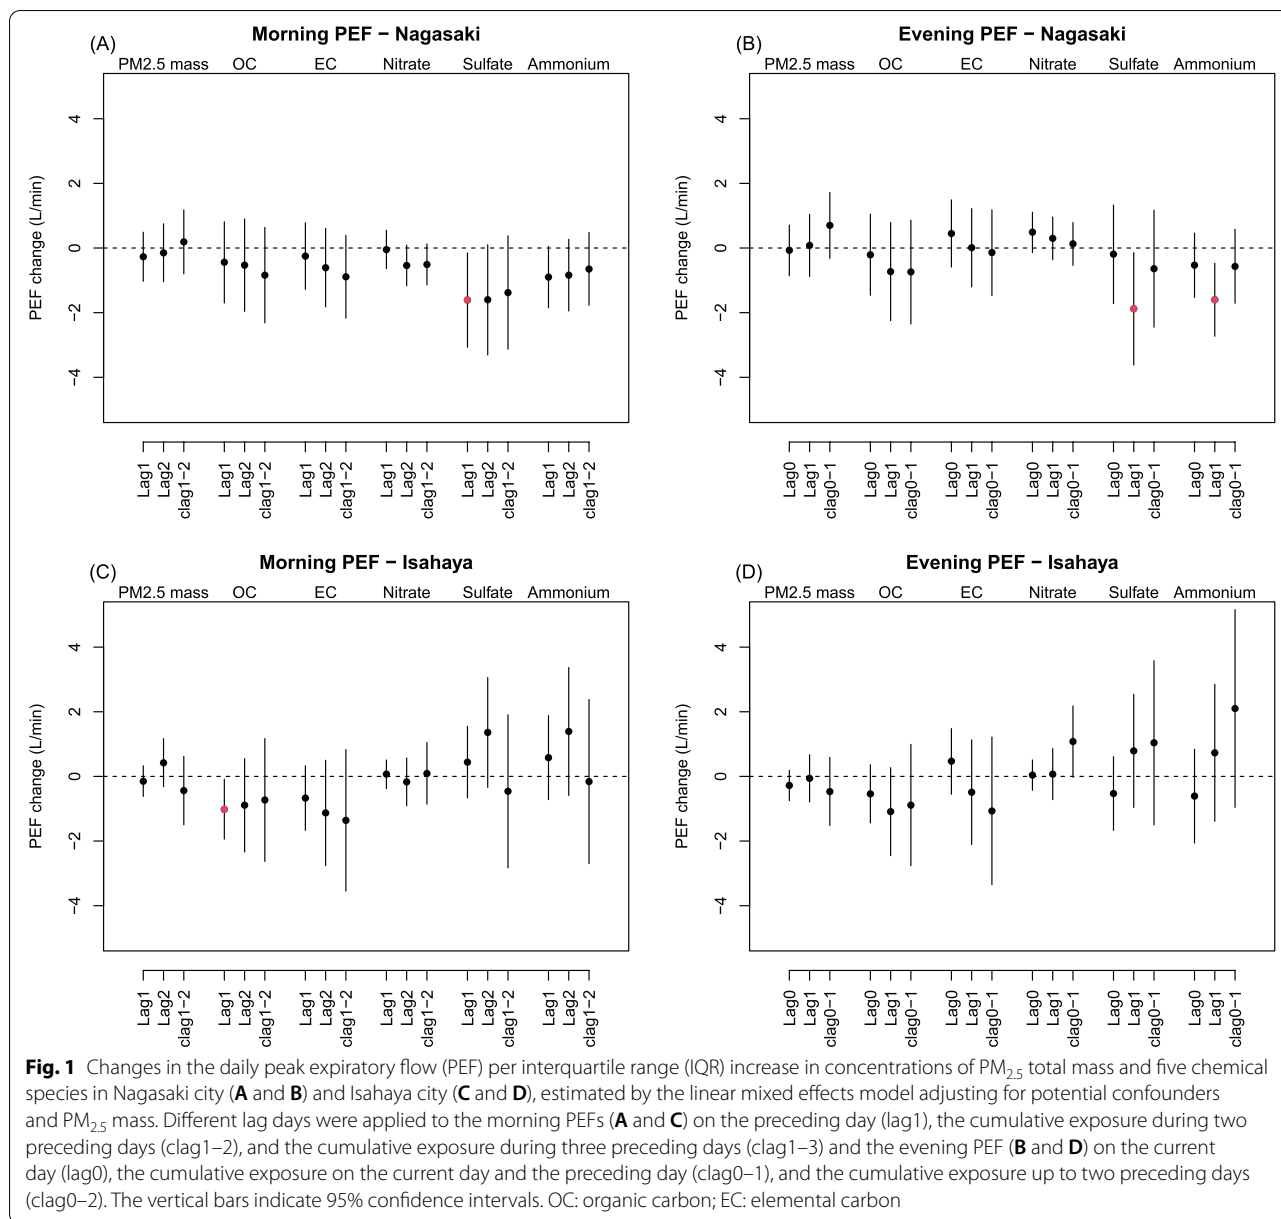 (A)
Morning PEF − Nagasaki
PM2.5 mass OC EC Nitrate Sulfate Ammonium
PEF change (L/min)
4
2
0
−2
−4
Lag1 Lag2 clag1−2 Lag1 Lag2 clag1−2 Lag1 Lag2 clag1−2 Lag1 Lag2 clag1−2 Lag1 Lag2 clag1−2 Lag1 Lag2 clag1−2
(B)
Evening PEF − Nagasaki
PM2.5 mass OC EC Nitrate Sulfate Ammonium
PEF change (L/min)
4
2
0
−2
−4
Lag0 Lag1 clag0−1 Lag0 Lag1 clag0−1 Lag0 Lag1 clag0−1 Lag0 Lag1 clag0−1 Lag0 Lag1 clag0−1 Lag0 Lag1 clag0−1
(C)
Morning PEF − Isahaya
PM2.5 mass OC EC Nitrate Sulfate Ammonium
PEF change (L/min)
4
2
0
−2
−4
Lag1 Lag2 clag1−2 Lag1 Lag2 clag1−2 Lag1 Lag2 clag1−2 Lag1 Lag2 clag1−2 Lag1 Lag2 clag1−2 Lag1 Lag2 clag1−2
(D)
Evening PEF − Isahaya
PM2.5 mass OC EC Nitrate Sulfate Ammonium
PEF change (L/min)
4
2
0
−2
−4
Lag0 Lag1 clag0−1 Lag0 Lag1 clag0−1 Lag0 Lag1 clag0−1 Lag0 Lag1 clag0−1 Lag0 Lag1 clag0−1 Lag0 Lag1 clag0−1
Fig. 1 Changes in the daily peak expiratory flow (PEF) per interquartile range (IQR) increase in concentrations of PM2.5 total mass and five chemical
species in Nagasaki city (A and B) and Isahaya city (C and D), estimated by the linear mixed effects model adjusting for potential confounders
and PM2.5 mass. Different lag days were applied to the morning PEFs (A and C) on the preceding day (lag1), the cumulative exposure during two
preceding days (clag1–2), and the cumulative exposure during three preceding days (clag1–3) and the evening PEF (B and D) on the current
day (lag0), the cumulative exposure on the current day and the preceding day (clag0–1), and the cumulative exposure up to two preceding days
(clag0–2). The vertical bars indicate 95% confidence intervals. OC: organic carbon; EC: elemental carbon